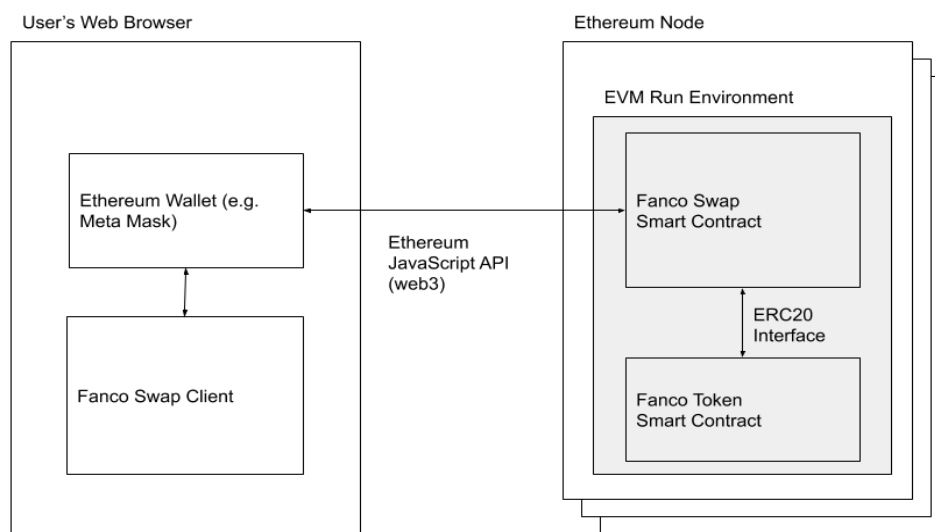 User's Web Browser
Ethereum Node
EVM Run Environment
Ethereum Wallet (e.g.
Meta Mask)
Fanco Swap
Smart Contract
Ethereum
JavaScript API
(web3)
ERC20
Interface
Fanco Swap Client
Fanco Token
Smart Contract